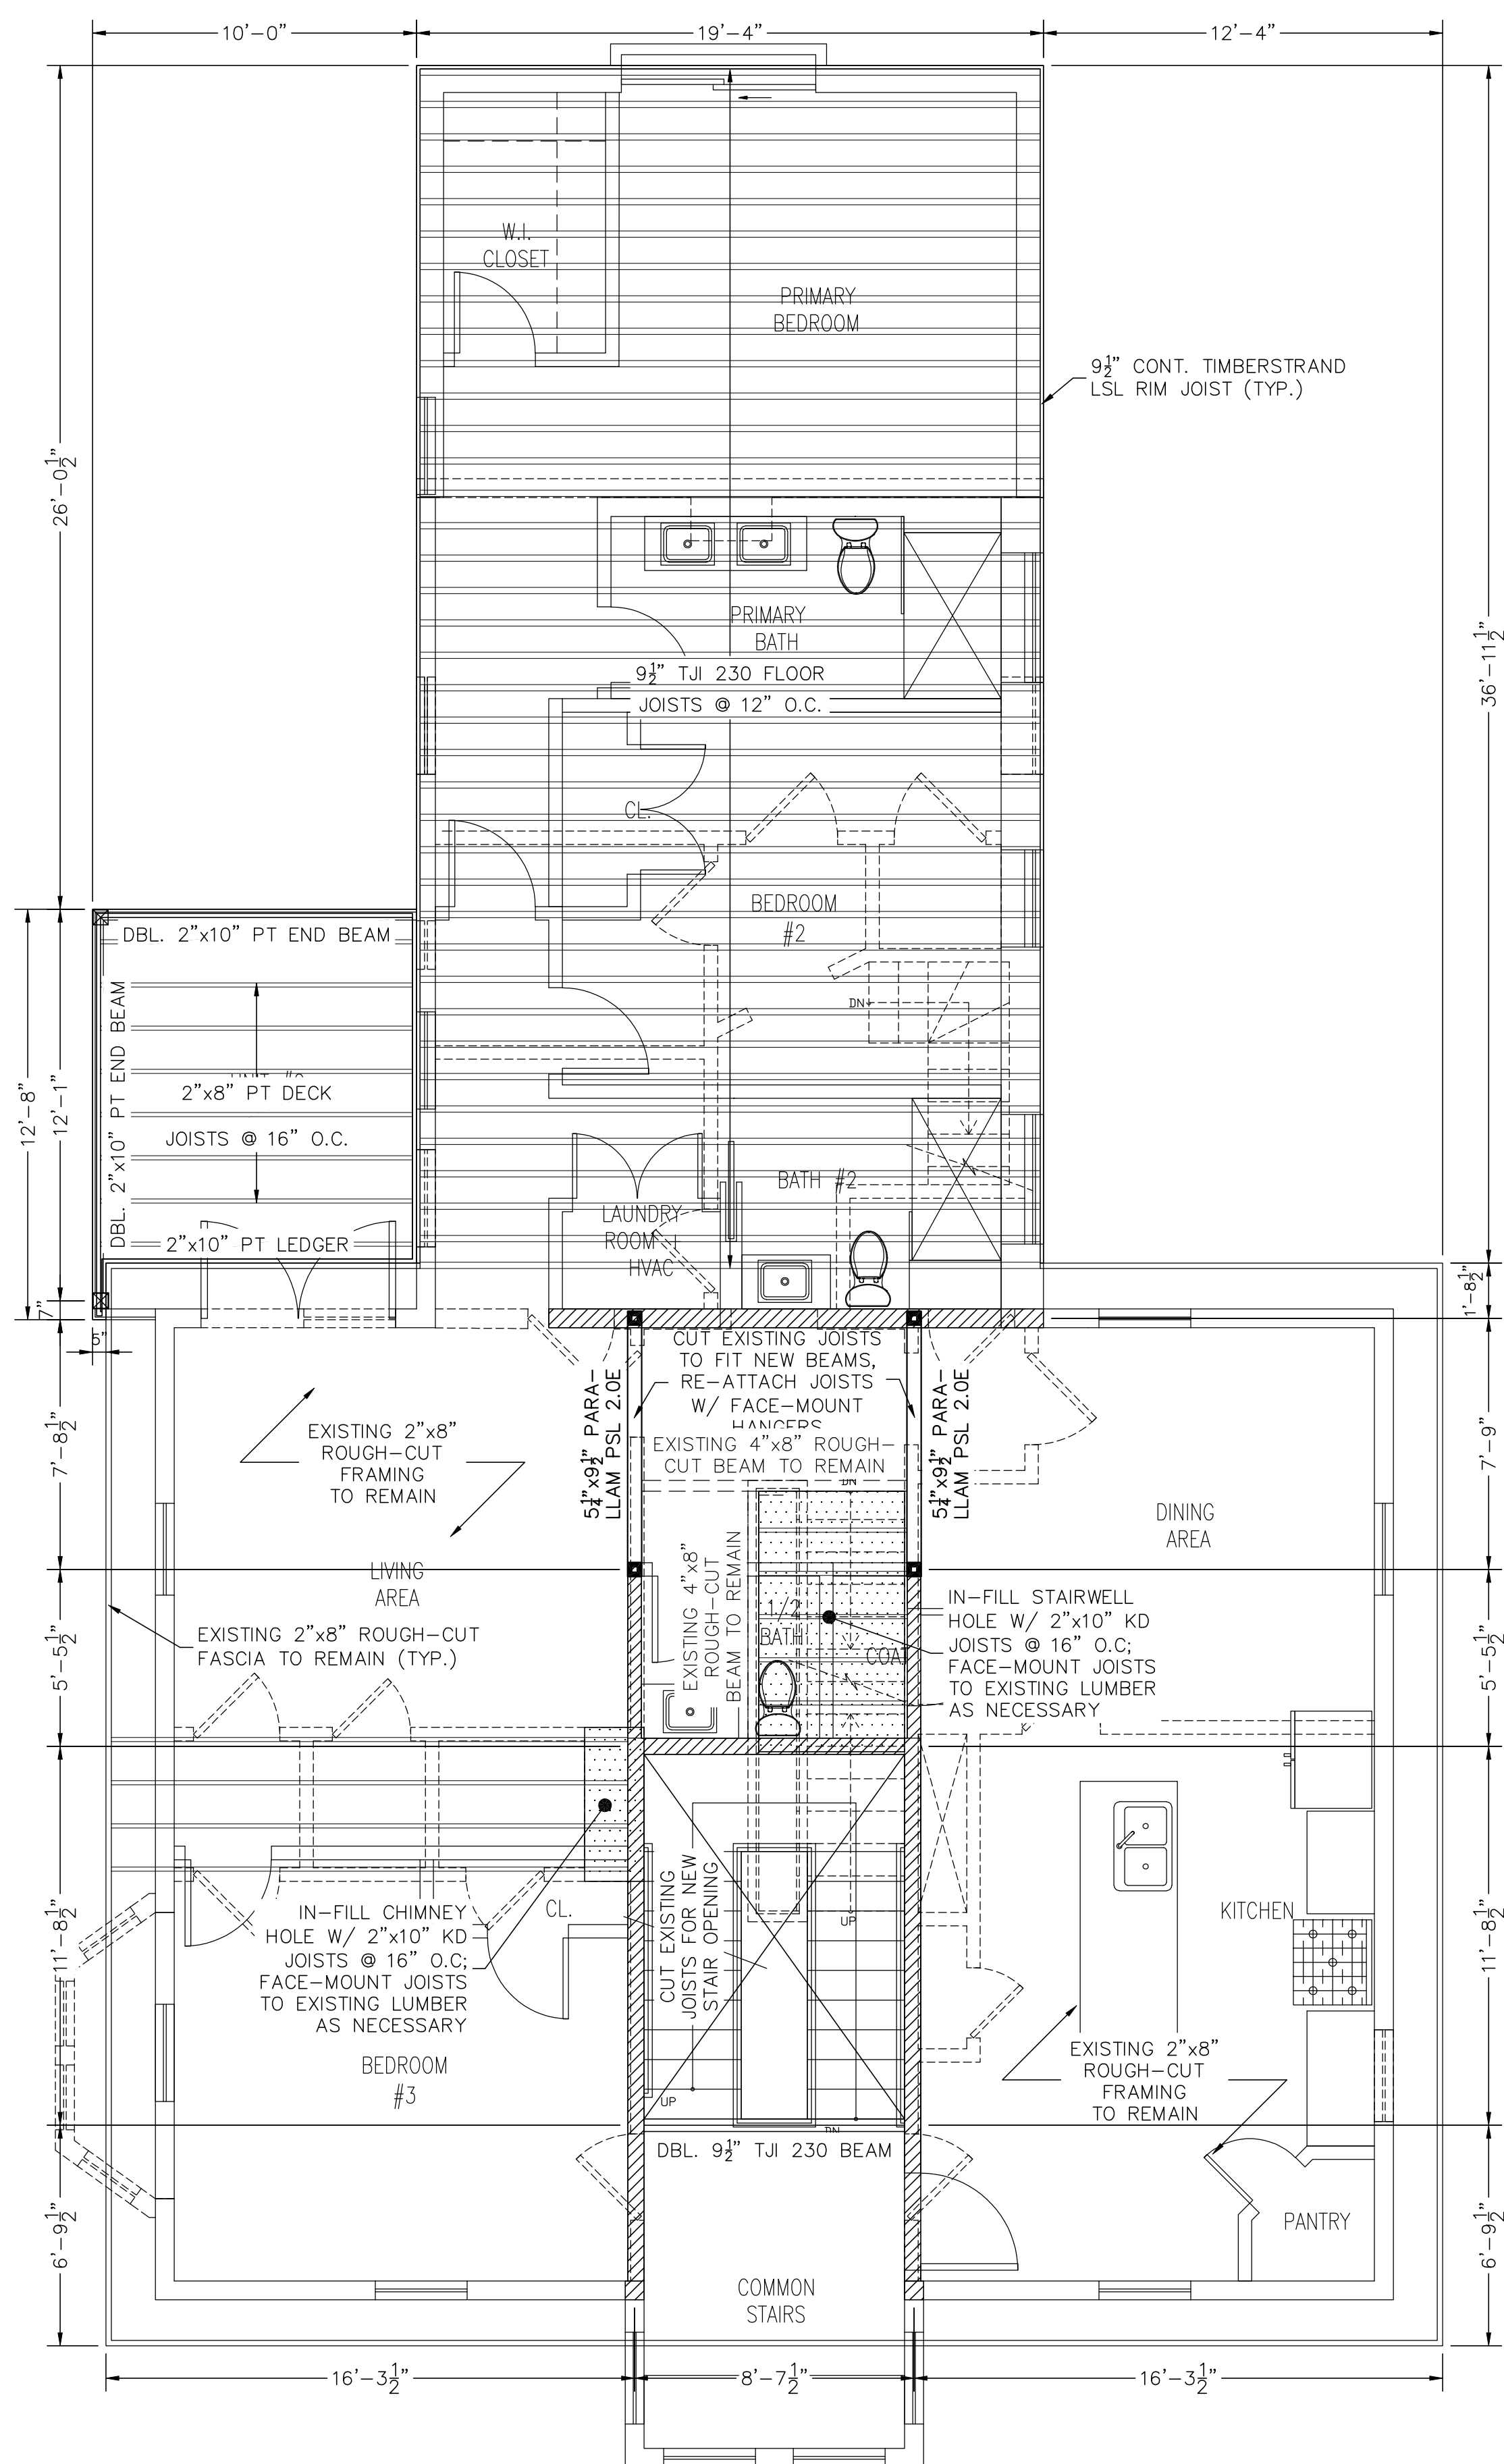 10'-0"
19'-4"
12'-4"
W.I.
CLOSET
PRIMARY
BEDROOM
9½" CONT. TIMBERSTRAND
LSL RIM JOIST (TYP.)
26'-0½"
36'-11½"
PRIMARY
BATH
9½" TJI 230 FLOOR
JOISTS @ 12" O.C.
CL.
BEDROOM
#2
DN
DBL. 2"x10" PT END BEAM
DBL. 2"x10" PT END BEAM
12'-8"
12'-1"
2"x8" PT DECK
JOISTS @ 16" O.C.
2"x10" PT LEDGER
BATH #2
LAUNDRY
ROOM
HVAC
7"
5"
1'-8½"
CUT EXISTING JOISTS
TO FIT NEW BEAMS,
RE-ATTACH JOISTS
W/ FACE-MOUNT
HANGERS
5¼"x9½" PARA-
LLAM PSL 2.0E
5¼"x9½" PARA-
LLAM PSL 2.0E
EXISTING 4"x8" ROUGH-
CUT BEAM TO REMAIN
DN
EXISTING 2"x8"
ROUGH-CUT
FRAMING
TO REMAIN
7'-8½"
7'-9"
DINING
AREA
LIVING
AREA
EXISTING 4"x8"
ROUGH-CUT
BEAM TO REMAIN
1/2
BATH
IN-FILL STAIRWELL
HOLE W/ 2"x10" KD
JOISTS @ 16" O.C;
FACE-MOUNT JOISTS
TO EXISTING LUMBER
AS NECESSARY
EXISTING 2"x8" ROUGH-CUT
FASCIA TO REMAIN (TYP.)
5'-5½"
5'-5½"
IN-FILL CHIMNEY
HOLE W/ 2"x10" KD
JOISTS @ 16" O.C;
FACE-MOUNT JOISTS
TO EXISTING LUMBER
AS NECESSARY
CL.
CUT EXISTING
JOISTS FOR NEW
STAIR OPENING
UP
KITCHEN
11'-8½"
11'-8½"
BEDROOM
#3
UP
DN
EXISTING 2"x8"
ROUGH-CUT
FRAMING
TO REMAIN
DBL. 9½" TJI 230 BEAM
PANTRY
6'-9½"
6'-9½"
COMMON
STAIRS
16'-3½"
8'-7½"
16'-3½"